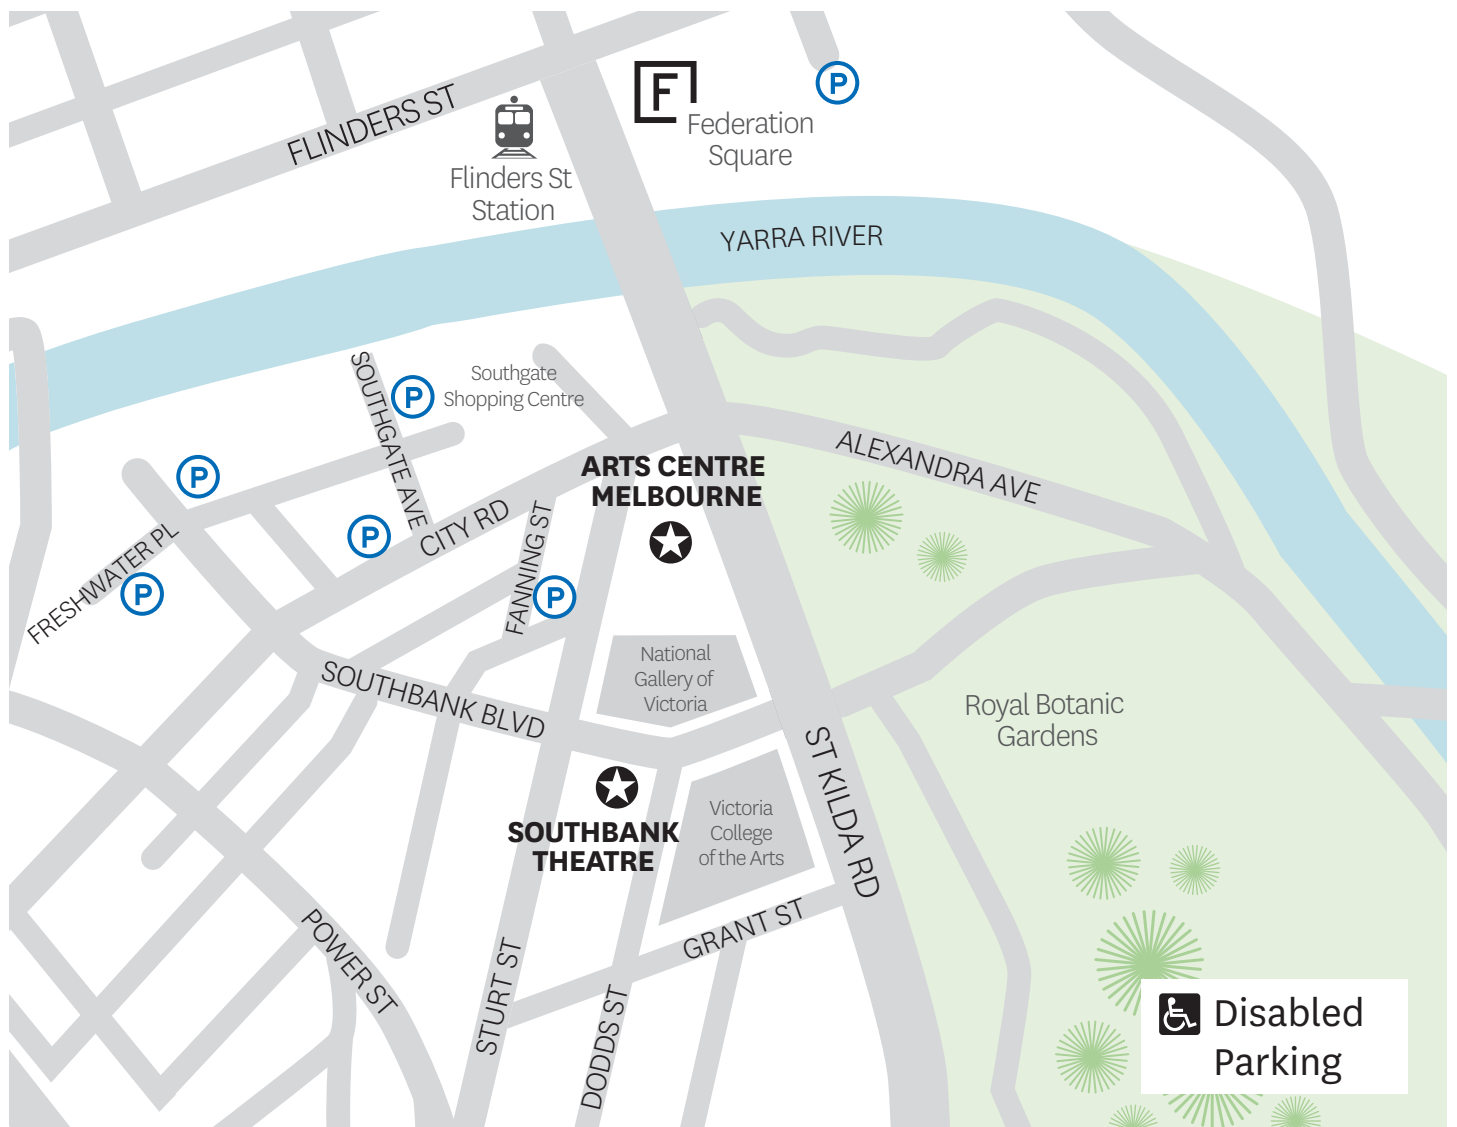 FLINDERS ST
F
Federation
Square
P
Flinders St
Station
YARRA RIVER
SOUTHGATE AVE
P
Southgate
Shopping Centre
ALEXANDRA AVE
ARTS CENTRE
MELBOURNE
P
CITY RD
P
FANNING ST
FRESHWATER PL
P
P
National
Gallery of
Victoria
SOUTHBANK BLVD
Royal Botanic
Gardens
ST KILDA RD
SOUTHBANK
THEATRE
Victoria
College
of the Arts
POWER ST
GRANT ST
STURT ST
DODDS ST
Disabled
Parking